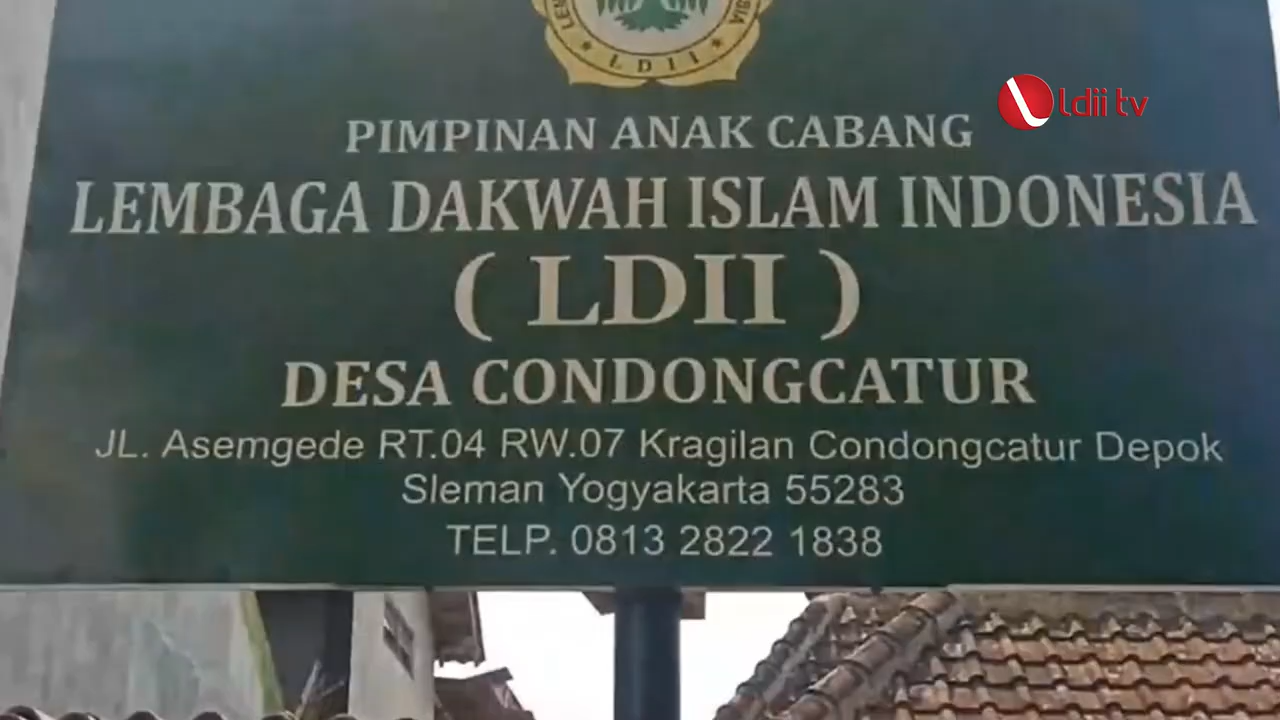 ★ LDII ★
ldii tv
PIMPINAN ANAK CABANG
LEMBAGA DAKWAH ISLAM INDONESIA
( LDII )
DESA CONDONGCATUR
JL. Asemgede RT.04 RW.07 Kragilan Condongcatur Depok
Sleman Yogyakarta 55283
TELP. 0813 2822 1838